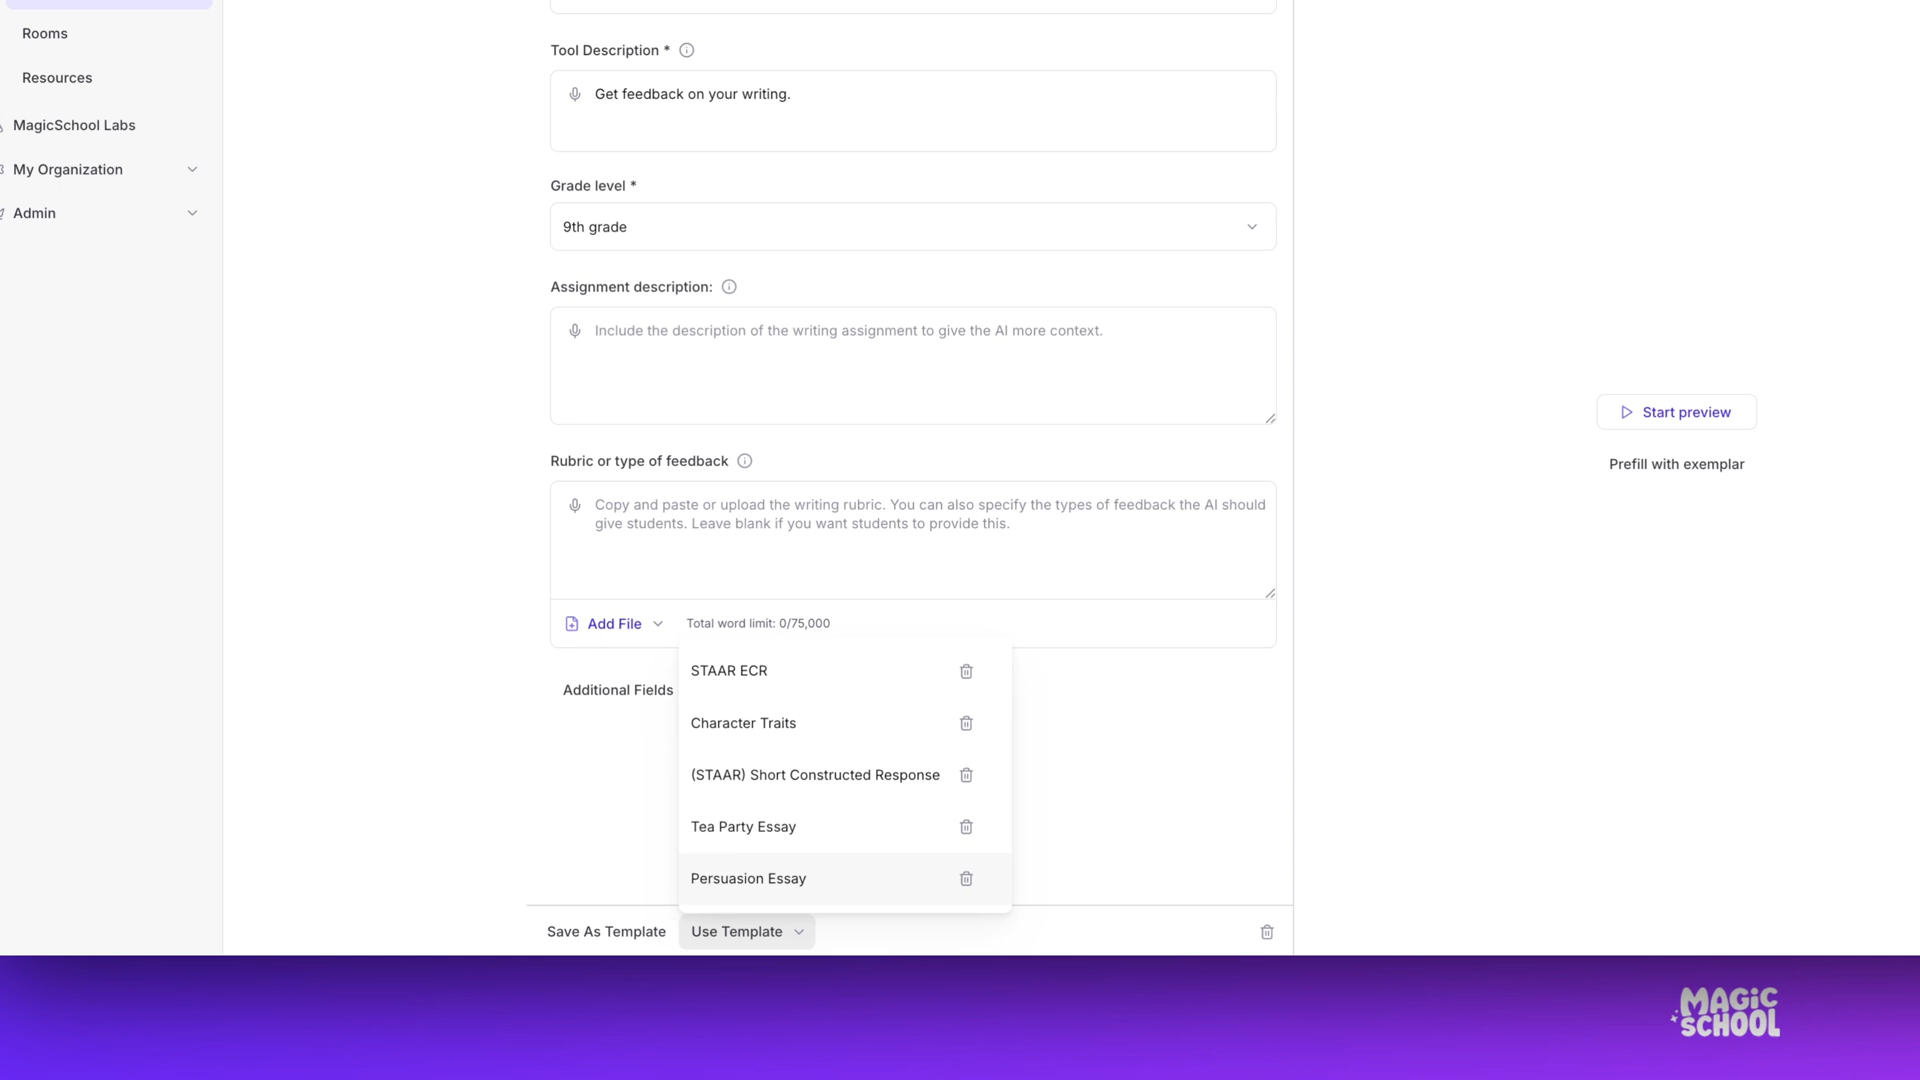 Rooms
Resources
MagicSchool Labs
My Organization
Admin
Tool Description *
Get feedback on your writing.
Grade level *
9th grade
Assignment description:
Include the description of the writing assignment to give the AI more context.
Rubric or type of feedback
Copy and paste or upload the writing rubric. You can also specify the types of feedback the AI should
give students. Leave blank if you want students to provide this.
Add File
Total word limit: 0/75,000
Additional Fields
STAAR ECR
Character Traits
(STAAR) Short Constructed Response
Tea Party Essay
Persuasion Essay
Save As Template
Use Template
Start preview
Prefill with exemplar
MAGiC
SCHOOL